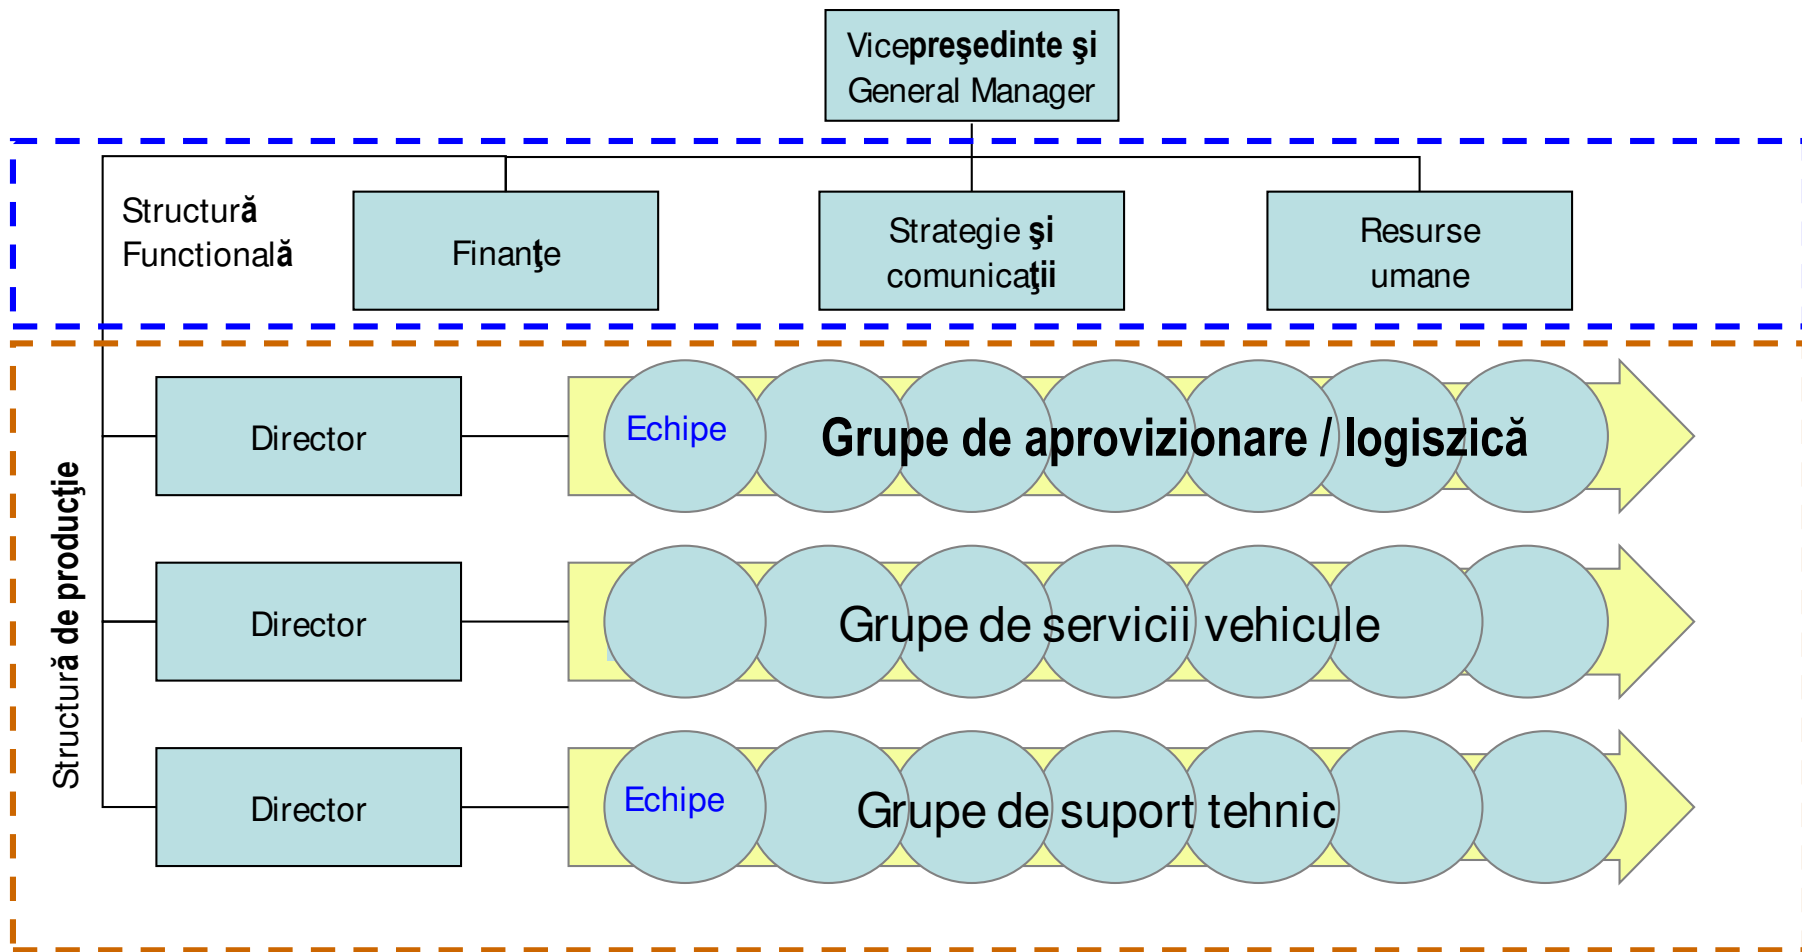 Vicepreşedinte şi
General Manager
Structură
Functională
Finanţe
Strategie şi
comunicaţii
Resurse
umane
Structură de producţie
Director
Echipe
Grupe de aprovizionare / logiszică
Director
Grupe de servicii vehicule
Director
Echipe
Grupe de suport tehnic